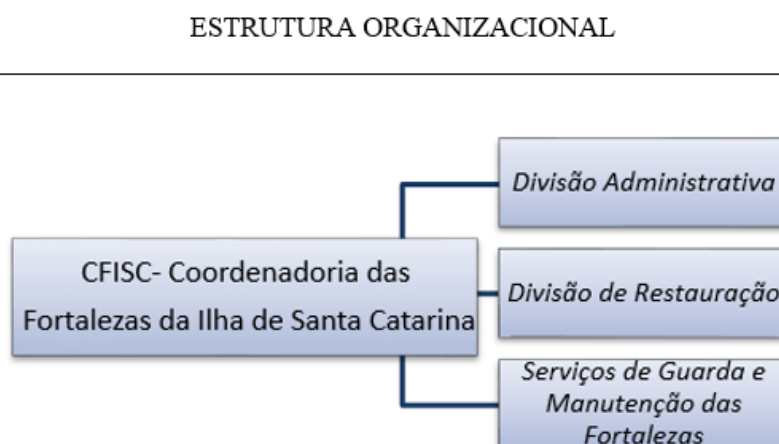 ESTRUTURA ORGANIZACIONAL
CFISC- Coordenadoria das
Fortalezas da Ilha de Santa Catarina
Divisão Administrativa
Divisão de Restauração
Serviços de Guarda e
Manutenção das
Fortalezas